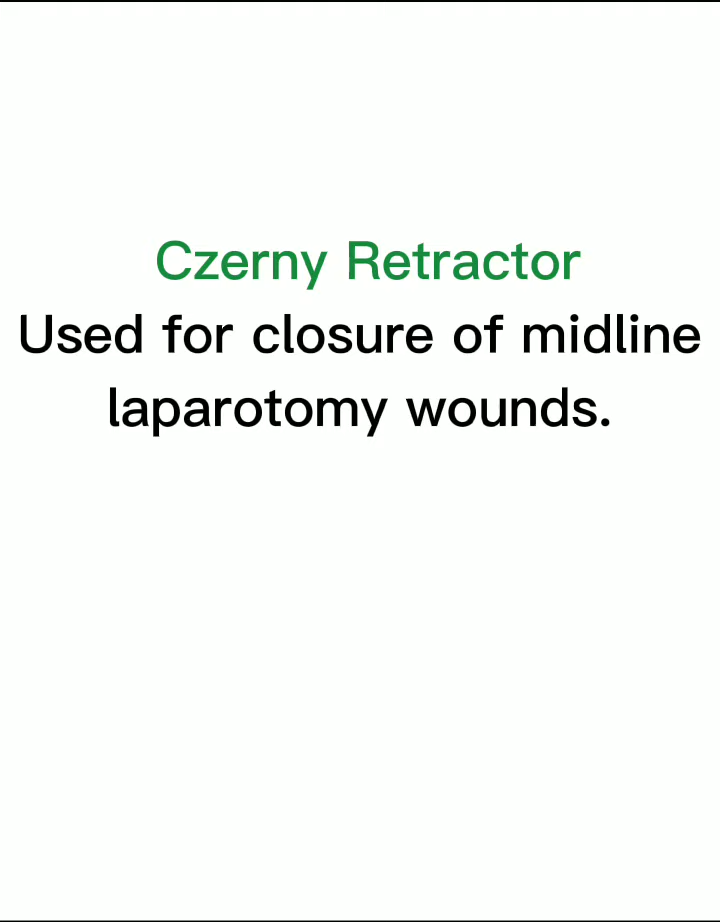 Czerny Retractor
Used for closure of midline
laparotomy wounds.